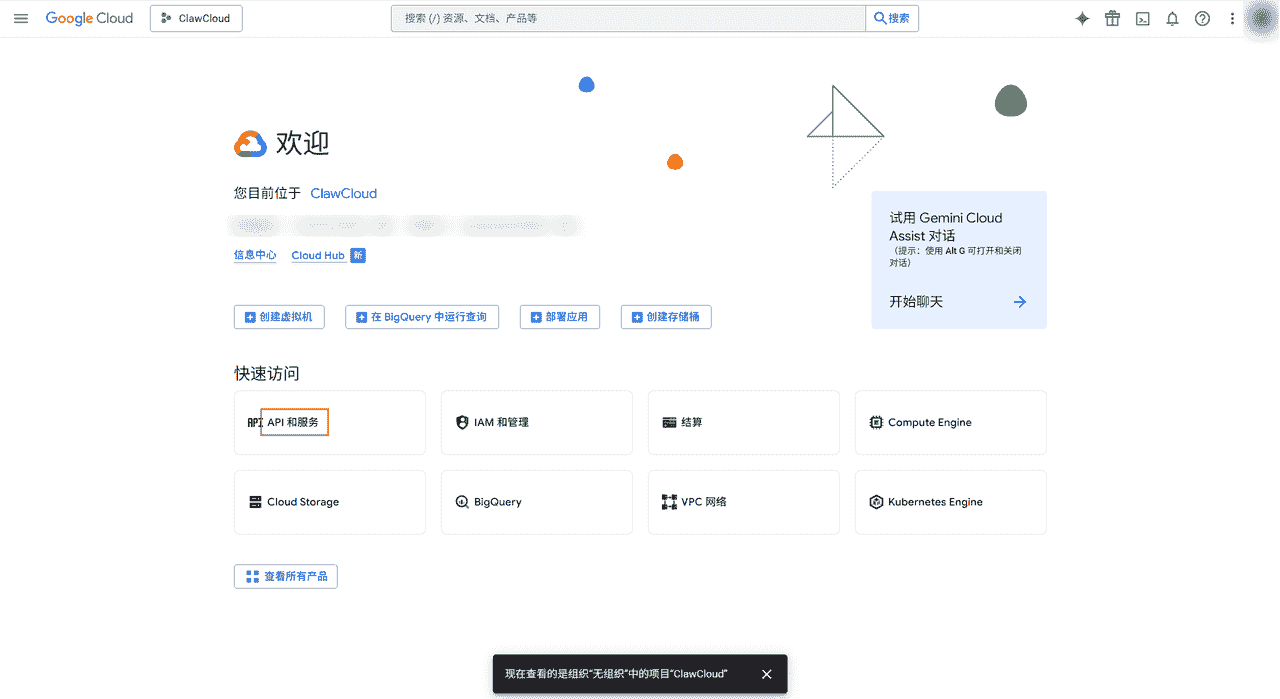 Google Cloud
ClawCloud
搜索 (/) 资源、文档、产品等
搜索
欢迎
您目前位于 ClawCloud
信息中心 Cloud Hub 新
试用 Gemini Cloud
Assist 对话
（提示：使用 Alt G 可打开和关闭
对话）
开始聊天
创建虚拟机 在 BigQuery 中运行查询 部署应用 创建存储桶
快速访问
API API 和服务 IAM 和管理 结算 Compute Engine
Cloud Storage BigQuery VPC 网络 Kubernetes Engine
查看所有产品
现在查看的是组织“无组织”中的项目“ClawCloud”